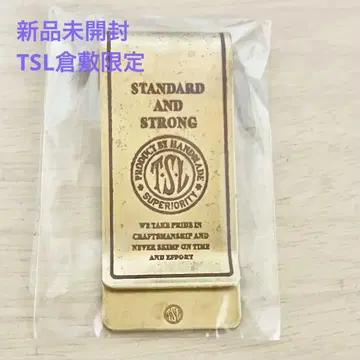 新品未開封
TSL倉敷限定
STANDARD
AND
STRONG
PRODUCT BY HANDMADE
T·S·L
SUPERIORITY
WE TAKE PRIDE IN
CRAFTSMANSHIP AND
NEVER SKIMP ON TIME
AND EFFORT
TSL